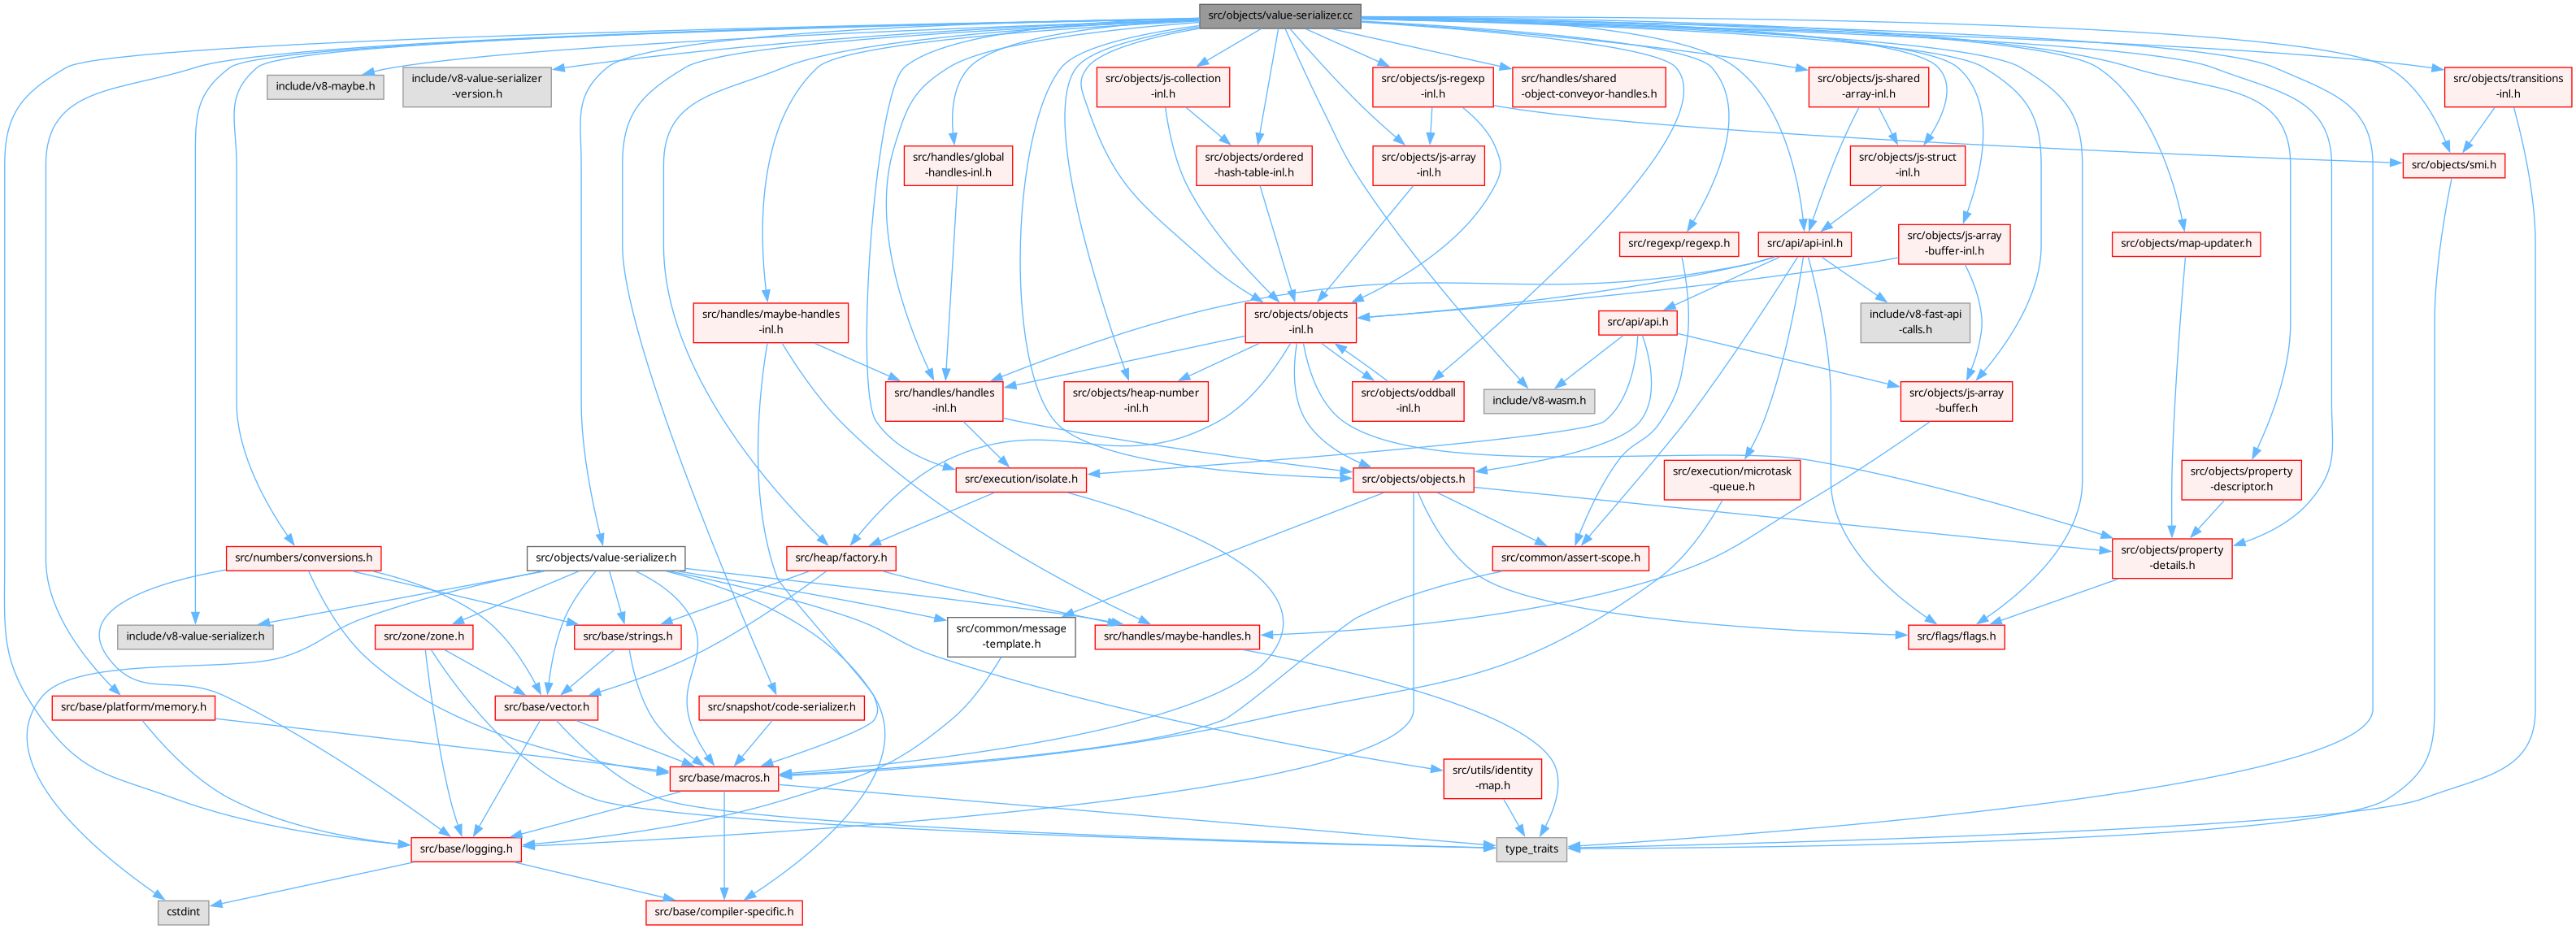 src/objects/value-serializer.cc
include/v8-maybe.h
include/v8-value-serializer
-version.h
src/objects/js-collection
-inl.h
src/objects/js-regexp
-inl.h
src/handles/shared
-object-conveyor-handles.h
src/objects/js-shared
-array-inl.h
src/objects/transitions
-inl.h
src/handles/global
-handles-inl.h
src/objects/ordered
-hash-table-inl.h
src/objects/js-array
-inl.h
src/objects/js-struct
-inl.h
src/objects/smi.h
src/regexp/regexp.h
src/api/api-inl.h
src/objects/js-array
-buffer-inl.h
src/objects/map-updater.h
src/handles/maybe-handles
-inl.h
src/objects/objects
-inl.h
src/api/api.h
include/v8-fast-api
-calls.h
src/handles/handles
-inl.h
src/objects/heap-number
-inl.h
src/objects/oddball
-inl.h
include/v8-wasm.h
src/objects/js-array
-buffer.h
src/execution/isolate.h
src/objects/objects.h
src/execution/microtask
-queue.h
src/objects/property
-descriptor.h
src/numbers/conversions.h
src/objects/value-serializer.h
src/heap/factory.h
src/common/assert-scope.h
src/objects/property
-details.h
include/v8-value-serializer.h
src/zone/zone.h
src/base/strings.h
src/common/message
-template.h
src/handles/maybe-handles.h
src/flags/flags.h
src/base/platform/memory.h
src/base/vector.h
src/snapshot/code-serializer.h
src/base/macros.h
src/utils/identity
-map.h
src/base/logging.h
type_traits
cstdint
src/base/compiler-specific.h